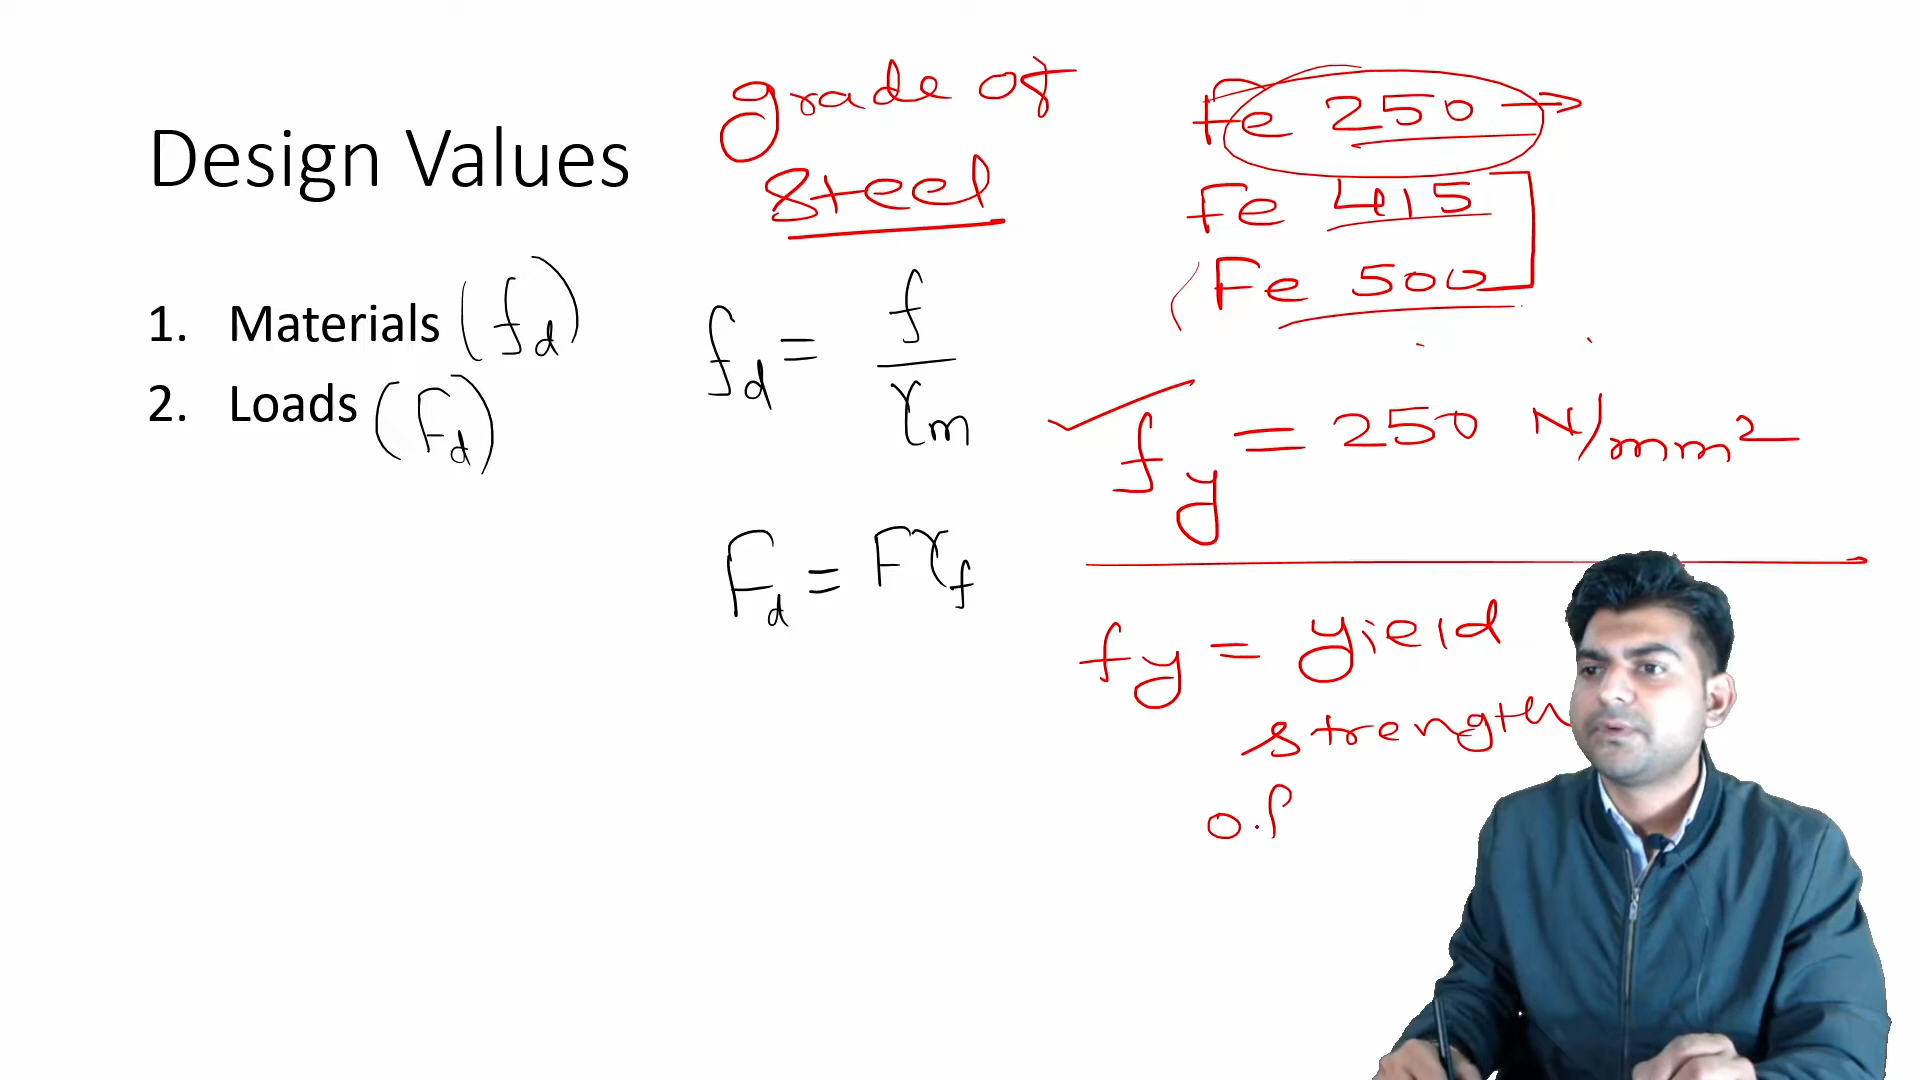 Design Values
1. Materials (fd)
2. Loads (Fd)
grade of
steel
fd = f/γm
Fd = Fγf
Fe 250 →
Fe 415
Fe 500
fy = 250 N/mm²
fy = yield
strength
of